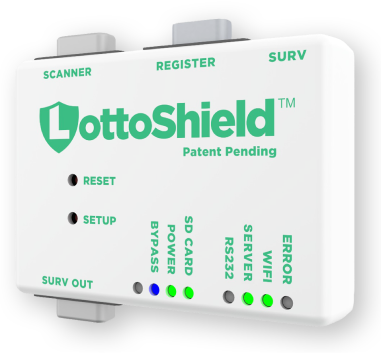 SCANNER
REGISTER
SURV
LottoShield™
Patent Pending
RESET
SETUP
SURV OUT
BYPASS
POWER
SD CARD
RS232
SERVER
WIFI
ERROR